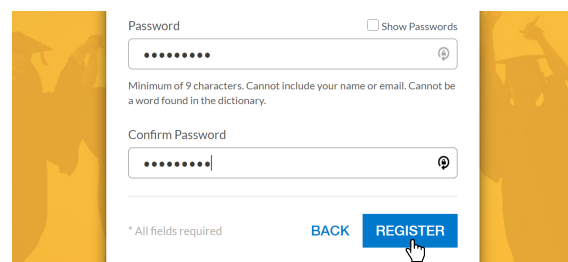 Password
Show Passwords
•••••••••
Minimum of 9 characters. Cannot include your name or email. Cannot be
a word found in the dictionary.
Confirm Password
•••••••••
* All fields required
BACK
REGISTER